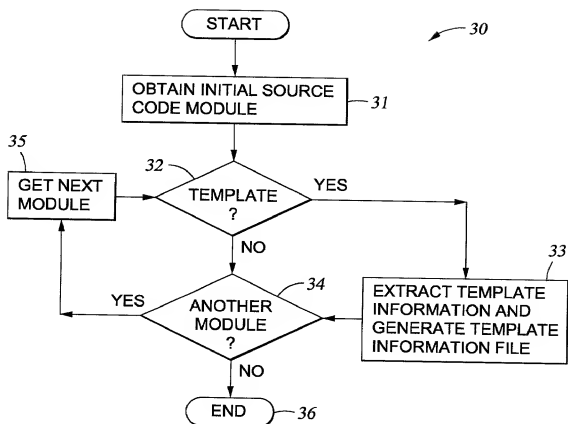 START
30
OBTAIN INITIAL SOURCE
CODE MODULE
31
35
32
GET NEXT
MODULE
TEMPLATE
?
YES
NO
33
34
YES
ANOTHER
MODULE
?
EXTRACT TEMPLATE
INFORMATION AND
GENERATE TEMPLATE
INFORMATION FILE
NO
END
36